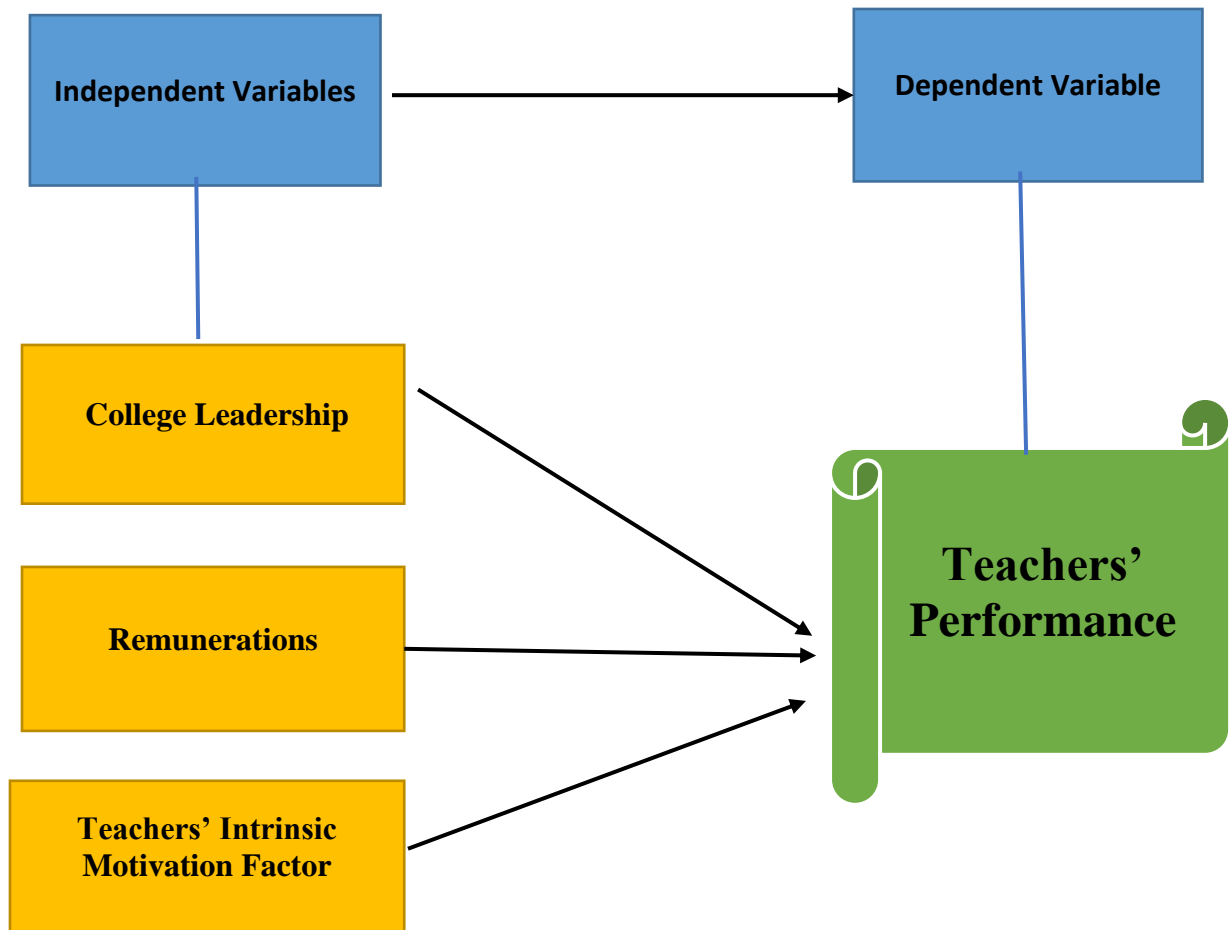 Independent Variables
Dependent Variable
College Leadership
Remunerations
Teachers’ Intrinsic
Motivation Factor
Teachers’
Performance